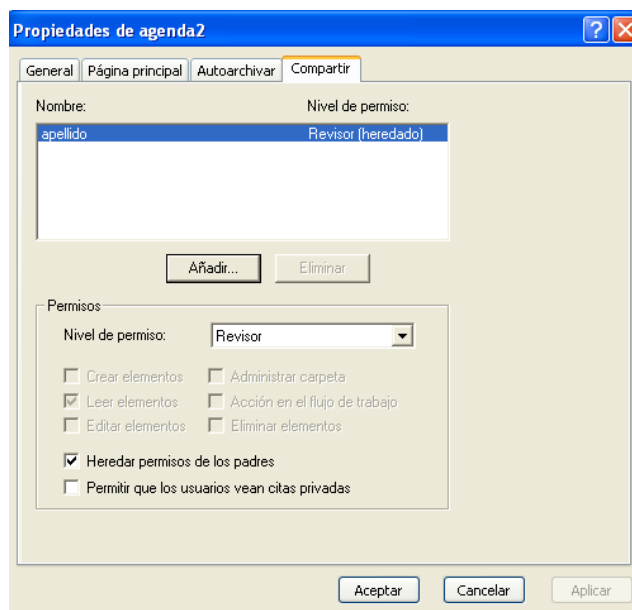 Propiedades de agenda2
General Página principal Autoarchivar Compartir
Nombre: Nivel de permiso:
apellido Revisor (heredado)
Añadir... Eliminar
Permisos
Nivel de permiso: Revisor
Crear elementos Administrar carpeta
Leer elementos Acción en el flujo de trabajo
Editar elementos Eliminar elementos
Heredar permisos de los padres
Permitir que los usuarios vean citas privadas
Aceptar Cancelar Aplicar